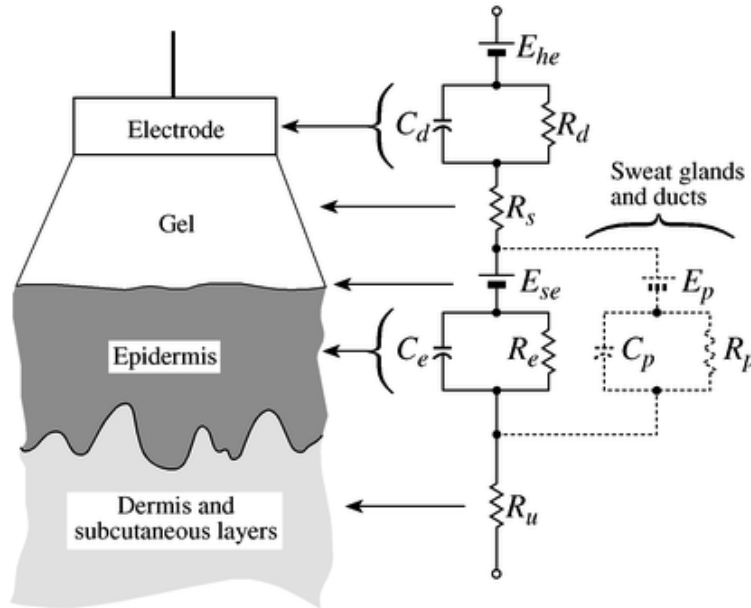 E_he
Electrode
C_d
R_d
Sweat glands
and ducts
Gel
R_s
E_se
E_p
Epidermis
C_e
R_e
C_p
R_p
Dermis and
subcutaneous layers
R_u